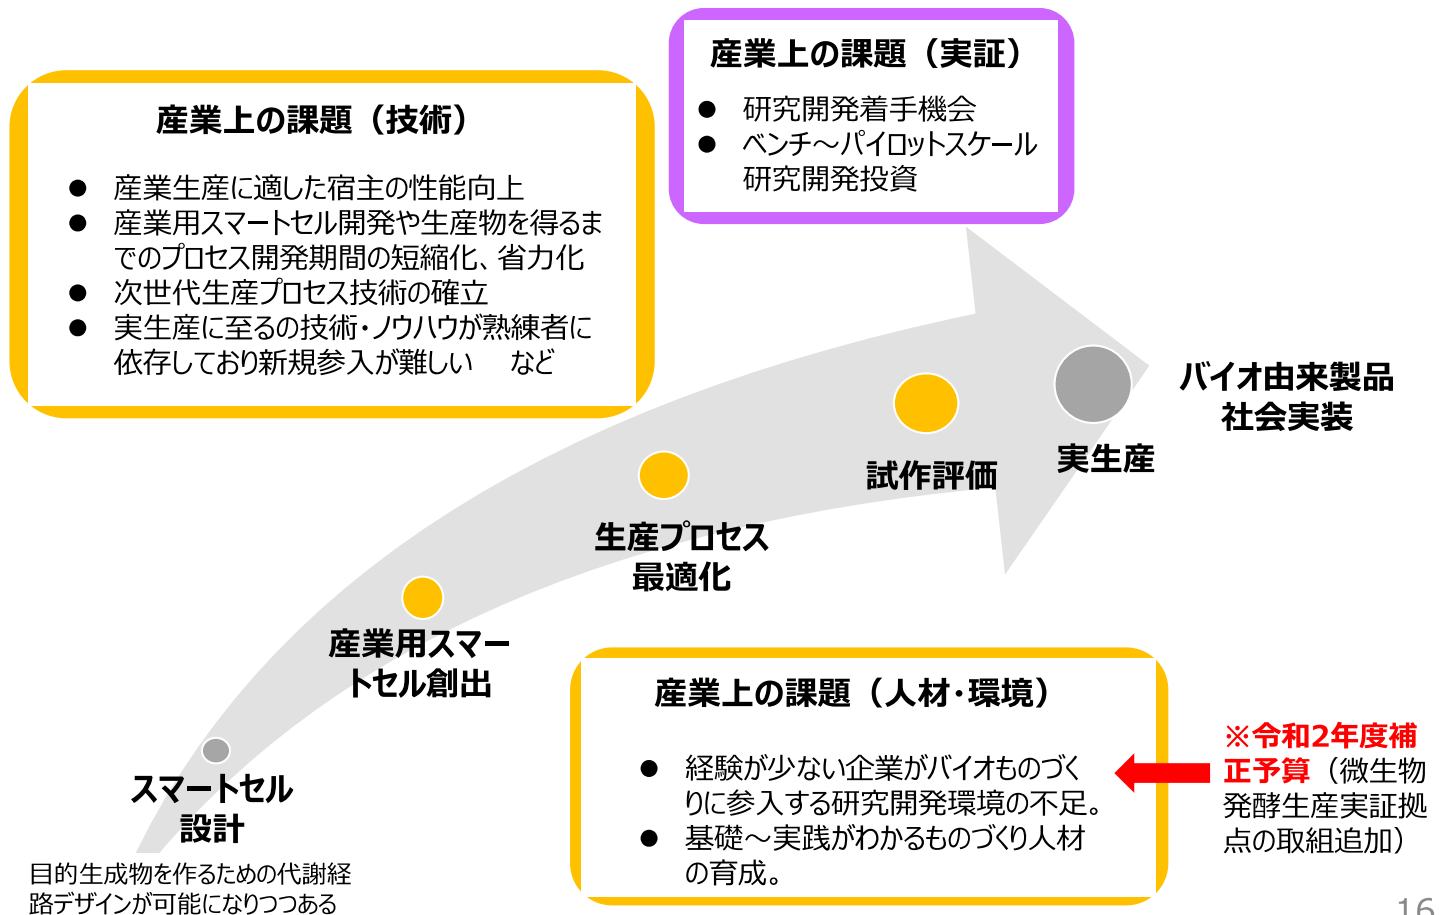 産業上の課題（実証）
● 研究開発着手機会
● ベンチ～パイロットスケール
研究開発投資
産業上の課題（技術）
● 産業生産に適した宿主の性能向上
● 産業用スマートセル開発や生産物を得るま
でのプロセス開発期間の短縮化、省力化
● 次世代生産プロセス技術の確立
● 実生産に至るの技術・ノウハウが熟練者に
依存しており新規参入が難しい　など
バイオ由来製品
社会実装
実生産
試作評価
生産プロセス
最適化
産業用スマー
トセル創出
スマートセル
設計
目的生成物を作るための代謝経
路デザインが可能になりつつある
産業上の課題（人材・環境）
● 経験が少ない企業がバイオものづく
りに参入する研究開発環境の不足。
● 基礎～実践がわかるものづくり人材
の育成。
※令和2年度補
正予算（微生物
発酵生産実証拠
点の取組追加）
16